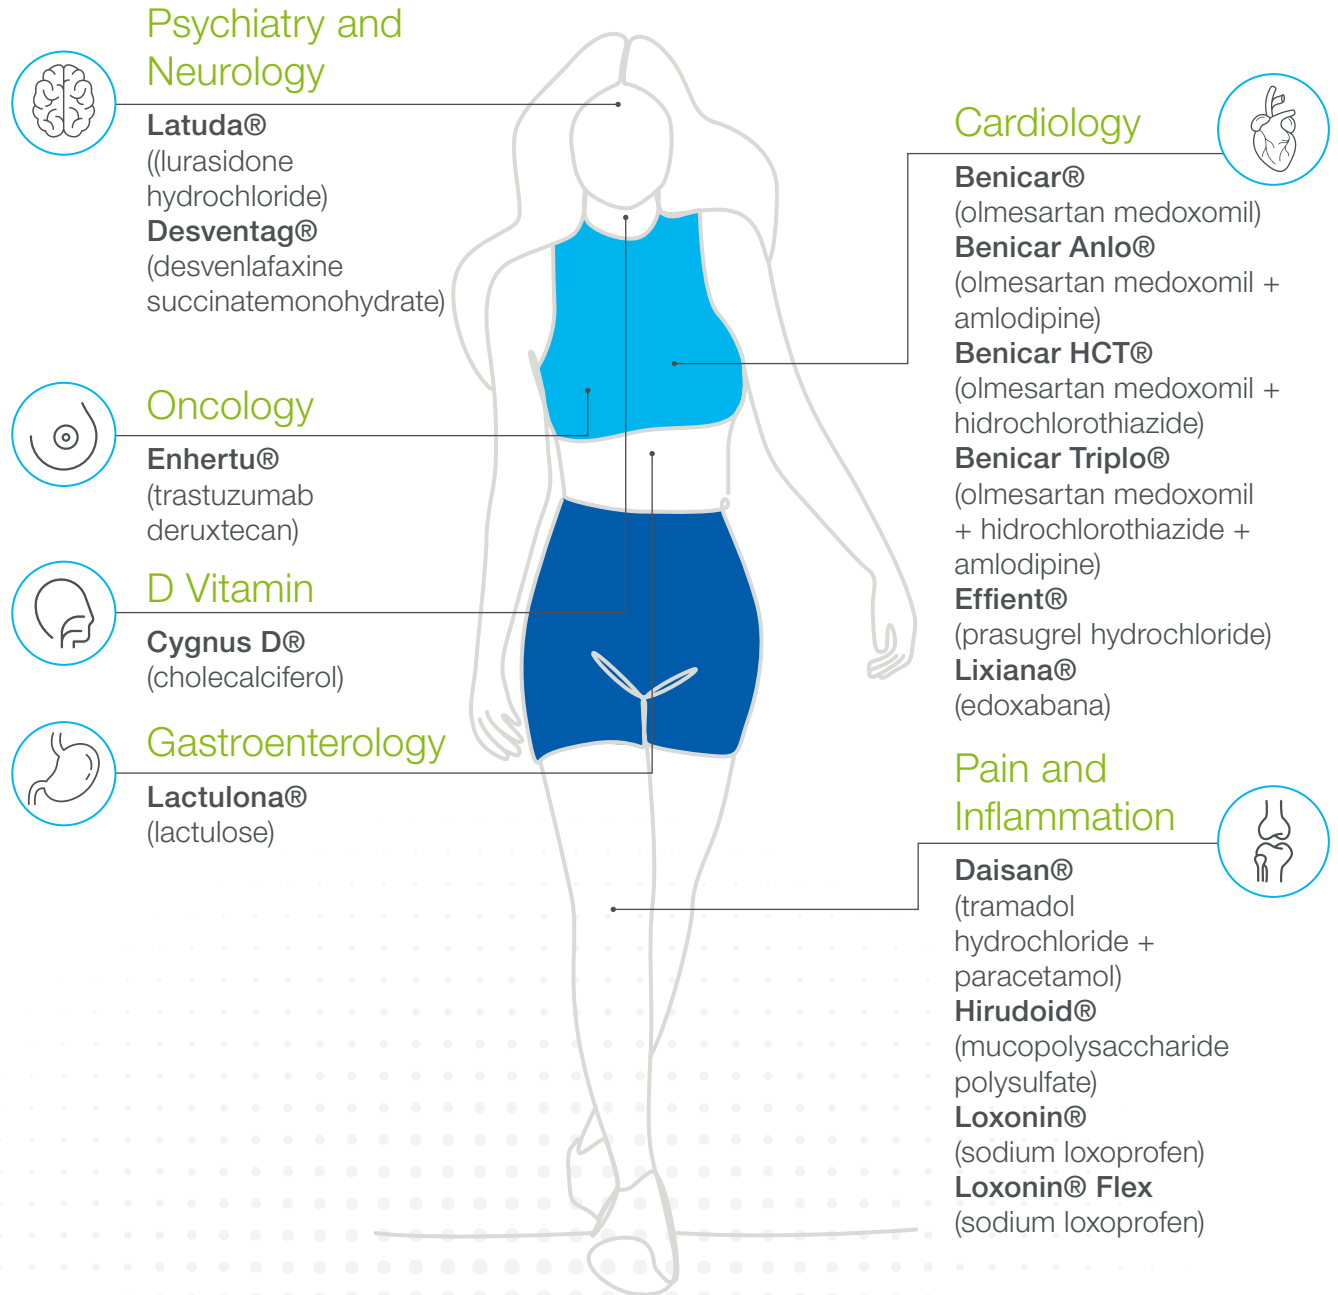 Psychiatry and
Neurology
Latuda®
((lurasidone
hydrochloride)
Desventag®
(desvenlafaxine
succinatemonohydrate)
Oncology
Enhertu®
(trastuzumab
deruxtecan)
D Vitamin
Cygnus D®
(cholecalciferol)
Gastroenterology
Lactulona®
(lactulose)
Cardiology
Benicar®
(olmesartan medoxomil)
Benicar Anlo®
(olmesartan medoxomil +
amlodipine)
Benicar HCT®
(olmesartan medoxomil +
hidrochlorothiazide)
Benicar Triplo®
(olmesartan medoxomil
+ hidrochlorothiazide +
amlodipine)
Effient®
(prasugrel hydrochloride)
Lixiana®
(edoxabana)
Pain and
Inflammation
Daisan®
(tramadol
hydrochloride +
paracetamol)
Hirudoid®
(mucopolysaccharide
polysulfate)
Loxonin®
(sodium loxoprofen)
Loxonin® Flex
(sodium loxoprofen)